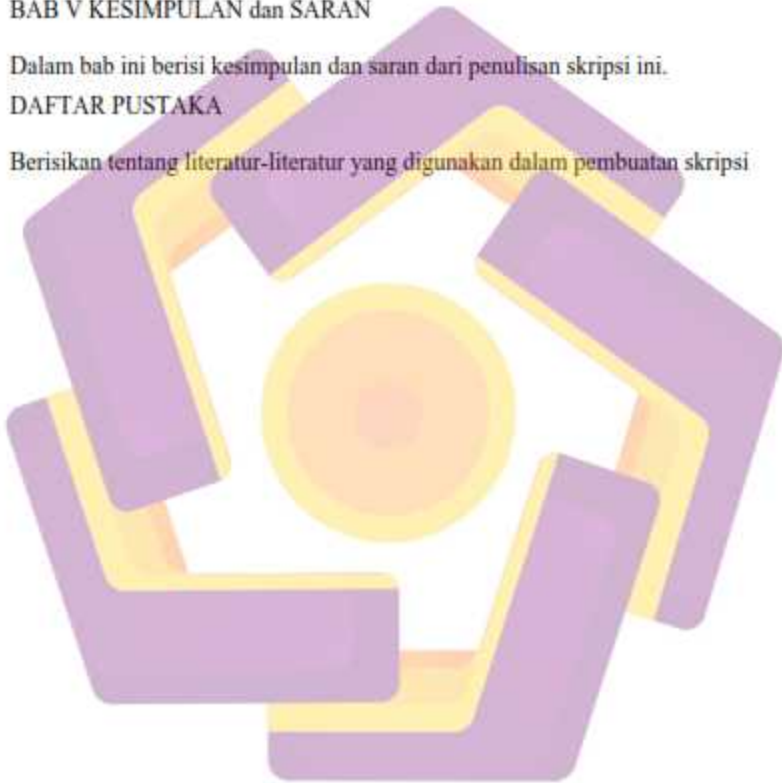 BAB V KESIMPULAN dan SARAN
Dalam bab ini berisi kesimpulan dan saran dari penulisan skripsi ini.
DAFTAR PUSTAKA
Berisikan tentang literatur-literatur yang digunakan dalam pembuatan skripsi